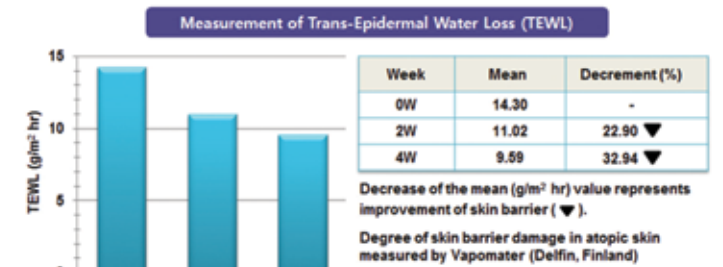 Measurement of Trans-Epidermal Water Loss (TEWL)
15
10
5
TEWL (g/m² hr)
Week Mean Decrement (%)
0W 14.30 -
2W 11.02 22.90 ▼
4W 9.59 32.94 ▼
Decrease of the mean (g/m² hr) value represents
improvement of skin barrier ( ▼ ).
Degree of skin barrier damage in atopic skin
measured by Vapomater (Delfin, Finland)